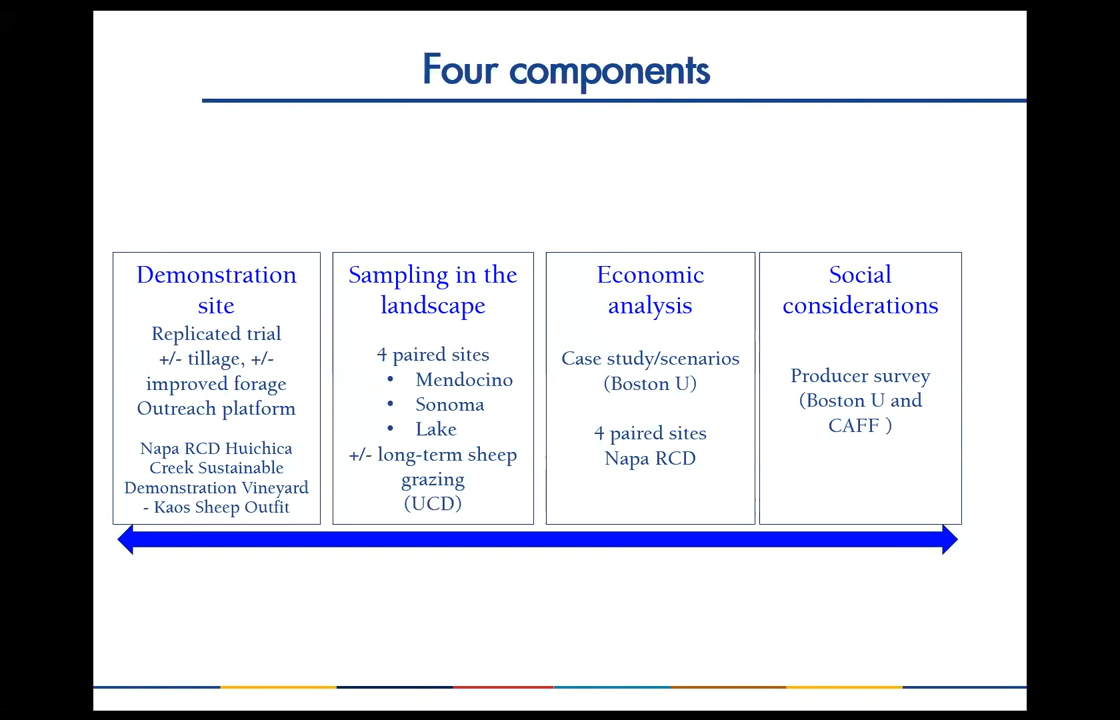 Four components
Demonstration
site
Replicated trial
+/- tillage, +/-
improved forage
Outreach platform
Napa RCD Huichica
Creek Sustainable
Demonstration Vineyard
- Kaos Sheep Outfit
Sampling in the
landscape
4 paired sites
• Mendocino
• Sonoma
• Lake
+/- long-term sheep
grazing
(UCD)
Economic
analysis
Case study/scenarios
(Boston U)
4 paired sites
Napa RCD
Social
considerations
Producer survey
(Boston U and
CAFF )